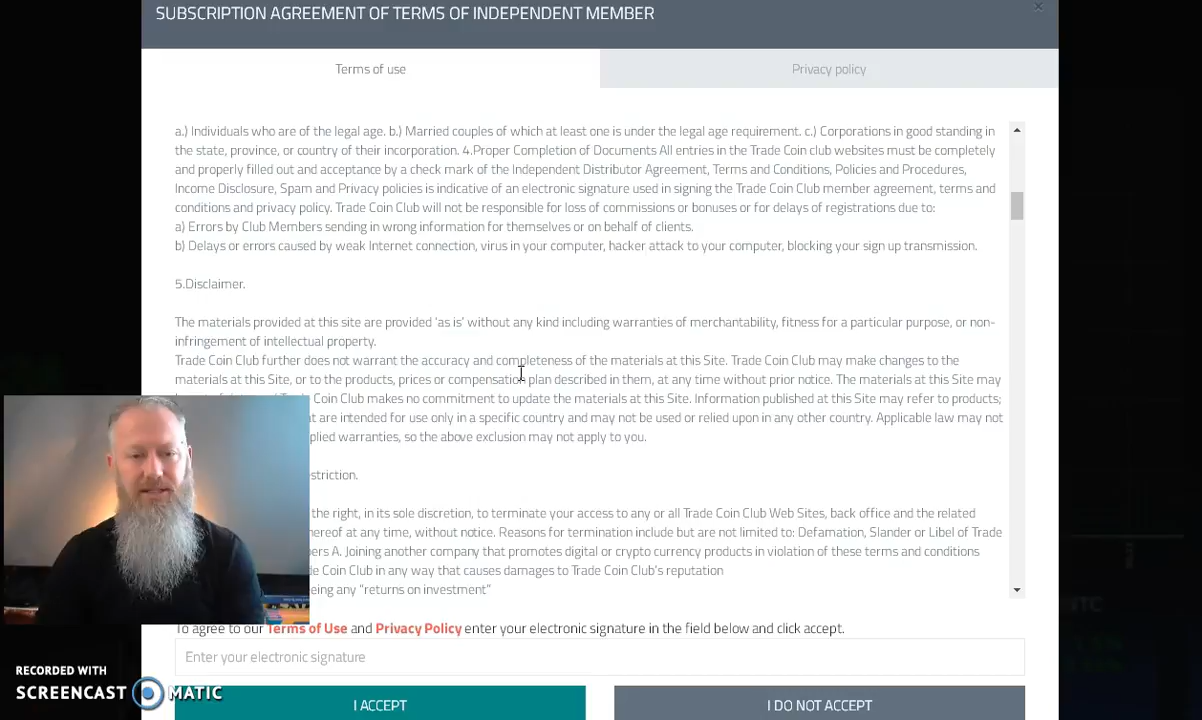 SUBSCRIPTION AGREEMENT OF TERMS OF INDEPENDENT MEMBER
×
Terms of use
Privacy policy
a.) Individuals who are of the legal age. b.) Married couples of which at least one is under the legal age requirement. c.) Corporations in good standing in
the state, province, or country of their incorporation. 4.Proper Completion of Documents All entries in the Trade Coin club websites must be completely
and properly filled out and acceptance by a check mark of the Independent Distributor Agreement, Terms and Conditions, Policies and Procedures,
Income Disclosure, Spam and Privacy policies is indicative of an electronic signature used in signing the Trade Coin Club member agreement, terms and
conditions and privacy policy. Trade Coin Club will not be responsible for loss of commissions or bonuses or for delays of registrations due to:
a) Errors by Club Members sending in wrong information for themselves or on behalf of clients.
b) Delays or errors caused by weak Internet connection, virus in your computer, hacker attack to your computer, blocking your sign up transmission.
5.Disclaimer.
The materials provided at this site are provided ‘as is’ without any kind including warranties of merchantability, fitness for a particular purpose, or non-
infringement of intellectual property.
Trade Coin Club further does not warrant the accuracy and completeness of the materials at this Site. Trade Coin Club may make changes to the
materials at this Site, or to the products, prices or compensation plan described in them, at any time without prior notice. The materials at this Site may
Coin Club makes no commitment to update the materials at this Site. Information published at this Site may refer to products;
at are intended for use only in a specific country and may not be used or relied upon in any other country. Applicable law may not
plied warranties, so the above exclusion may not apply to you.
striction.
the right, in its sole discretion, to terminate your access to any or all Trade Coin Club Web Sites, back office and the related
hereof at any time, without notice. Reasons for termination include but are not limited to: Defamation, Slander or Libel of Trade
bers A. Joining another company that promotes digital or crypto currency products in violation of these terms and conditions
de Coin Club in any way that causes damages to Trade Coin Club's reputation
eing any “returns on investment”
To agree to our Terms of Use and Privacy Policy enter your electronic signature in the field below and click accept.
Enter your electronic signature
I ACCEPT
I DO NOT ACCEPT
RECORDED WITH
SCREENCAST MATIC